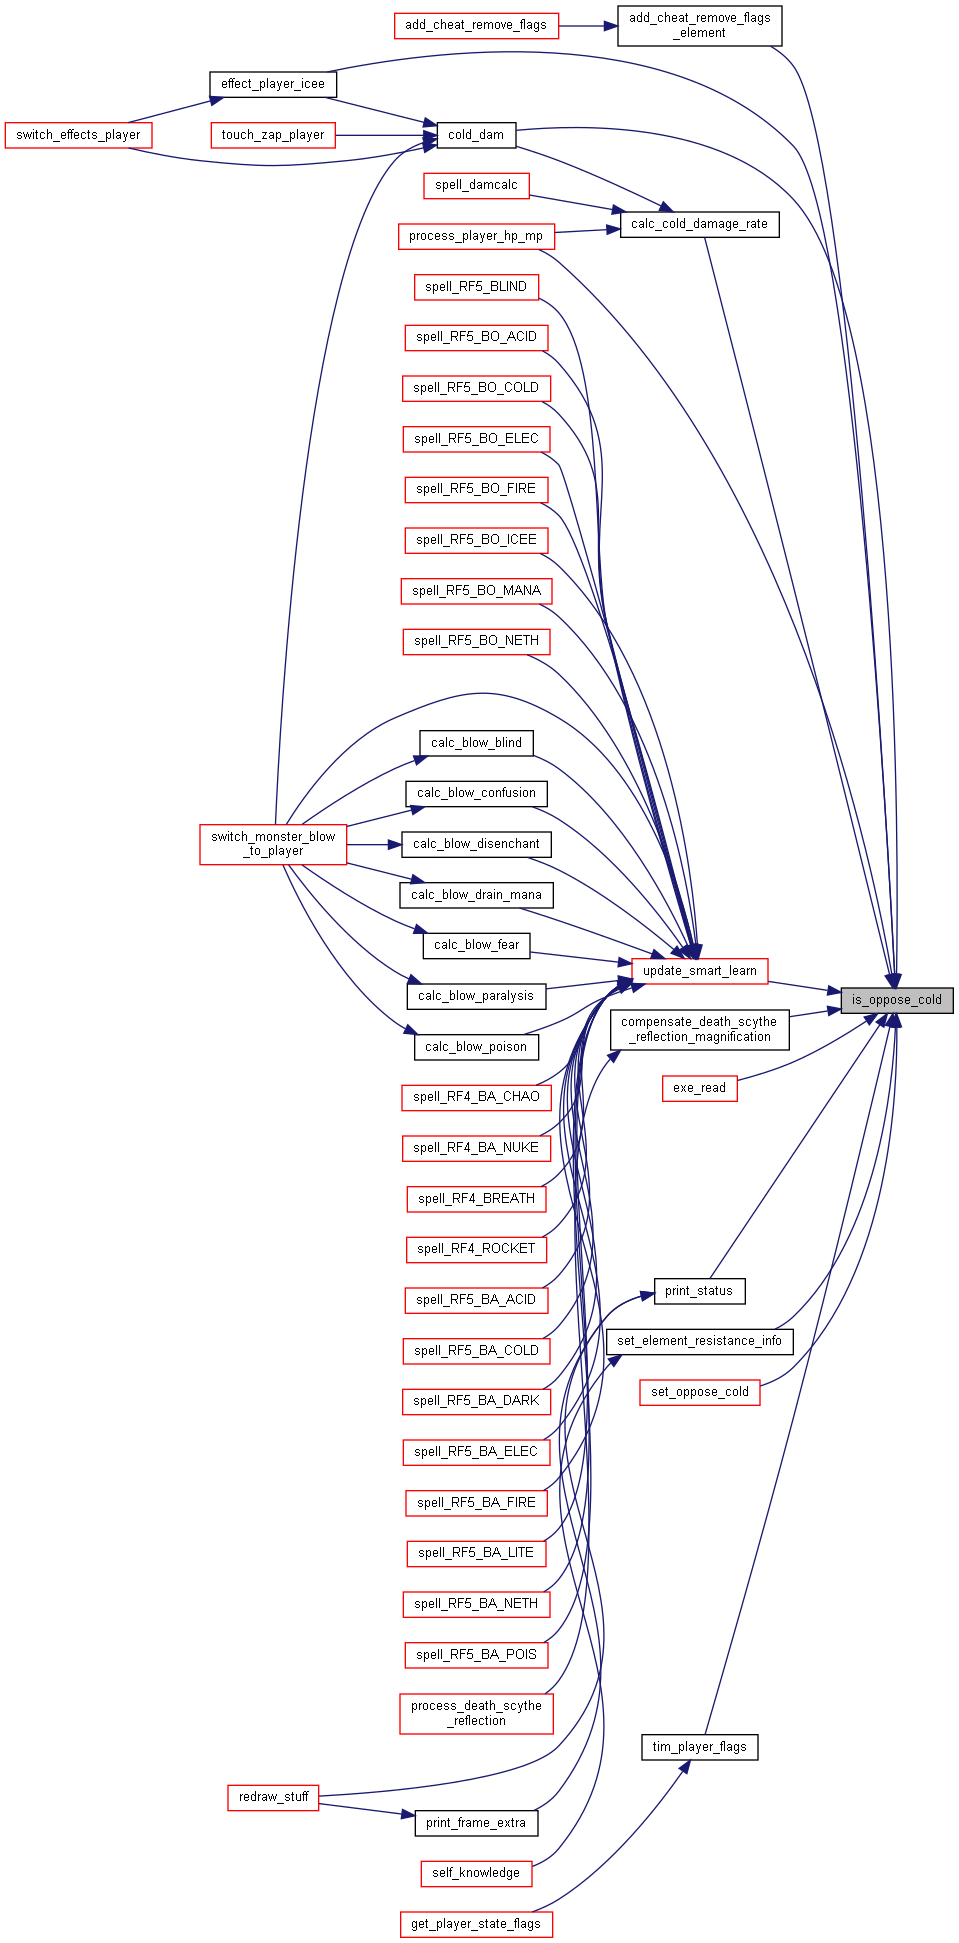 add_cheat_remove_flags
add_cheat_remove_flags
_element
effect_player_icee
switch_effects_player
touch_zap_player
cold_dam
spell_damcalc
calc_cold_damage_rate
process_player_hp_mp
spell_RF5_BLIND
spell_RF5_BO_ACID
spell_RF5_BO_COLD
spell_RF5_BO_ELEC
spell_RF5_BO_FIRE
spell_RF5_BO_ICEE
spell_RF5_BO_MANA
spell_RF5_BO_NETH
calc_blow_blind
calc_blow_confusion
switch_monster_blow
_to_player
calc_blow_disenchant
calc_blow_drain_mana
calc_blow_fear
update_smart_learn
calc_blow_paralysis
is_oppose_cold
calc_blow_poison
compensate_death_scythe
_reflection_magnification
exe_read
spell_RF4_BA_CHAO
spell_RF4_BA_NUKE
spell_RF4_BREATH
spell_RF4_ROCKET
print_status
spell_RF5_BA_ACID
set_element_resistance_info
spell_RF5_BA_COLD
set_oppose_cold
spell_RF5_BA_DARK
spell_RF5_BA_ELEC
spell_RF5_BA_FIRE
spell_RF5_BA_LITE
spell_RF5_BA_NETH
spell_RF5_BA_POIS
process_death_scythe
_reflection
tim_player_flags
redraw_stuff
print_frame_extra
self_knowledge
get_player_state_flags